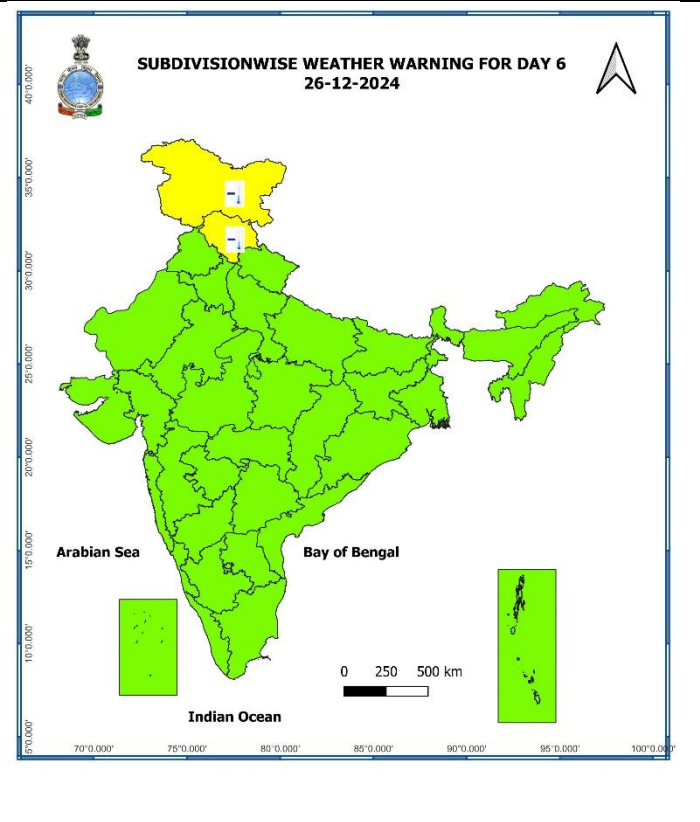 SUBDIVISIONWISE WEATHER WARNING FOR DAY 6
26-12-2024
40°0.000'
35°0.000'
30°0.000'
25°0.000'
20°0.000'
15°0.000'
10°0.000'
5°0.000'
Arabian Sea
Bay of Bengal
0 250 500 km
Indian Ocean
70°0.000' 75°0.000' 80°0.000' 85°0.000' 90°0.000' 95°0.000' 100°0.000'